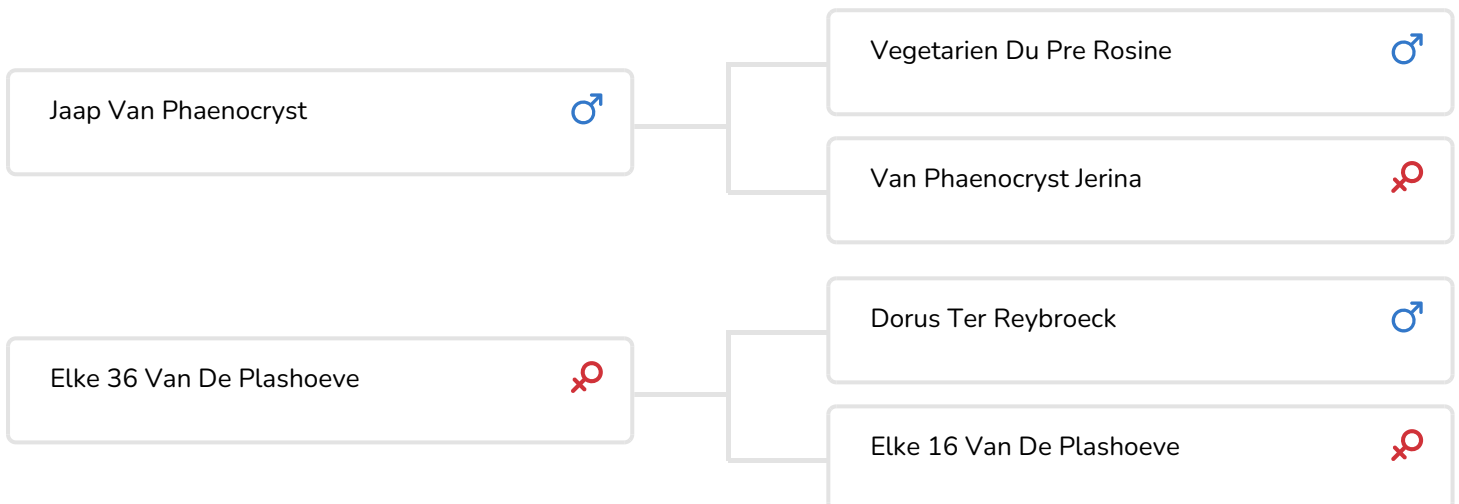 Vegetarien Du Pre Rosine
Jaap Van Phaenocryst
Van Phaenocryst Jerina
Dorus Ter Reybroeck
Elke 36 Van De Plashoeve
Elke 16 Van De Plashoeve